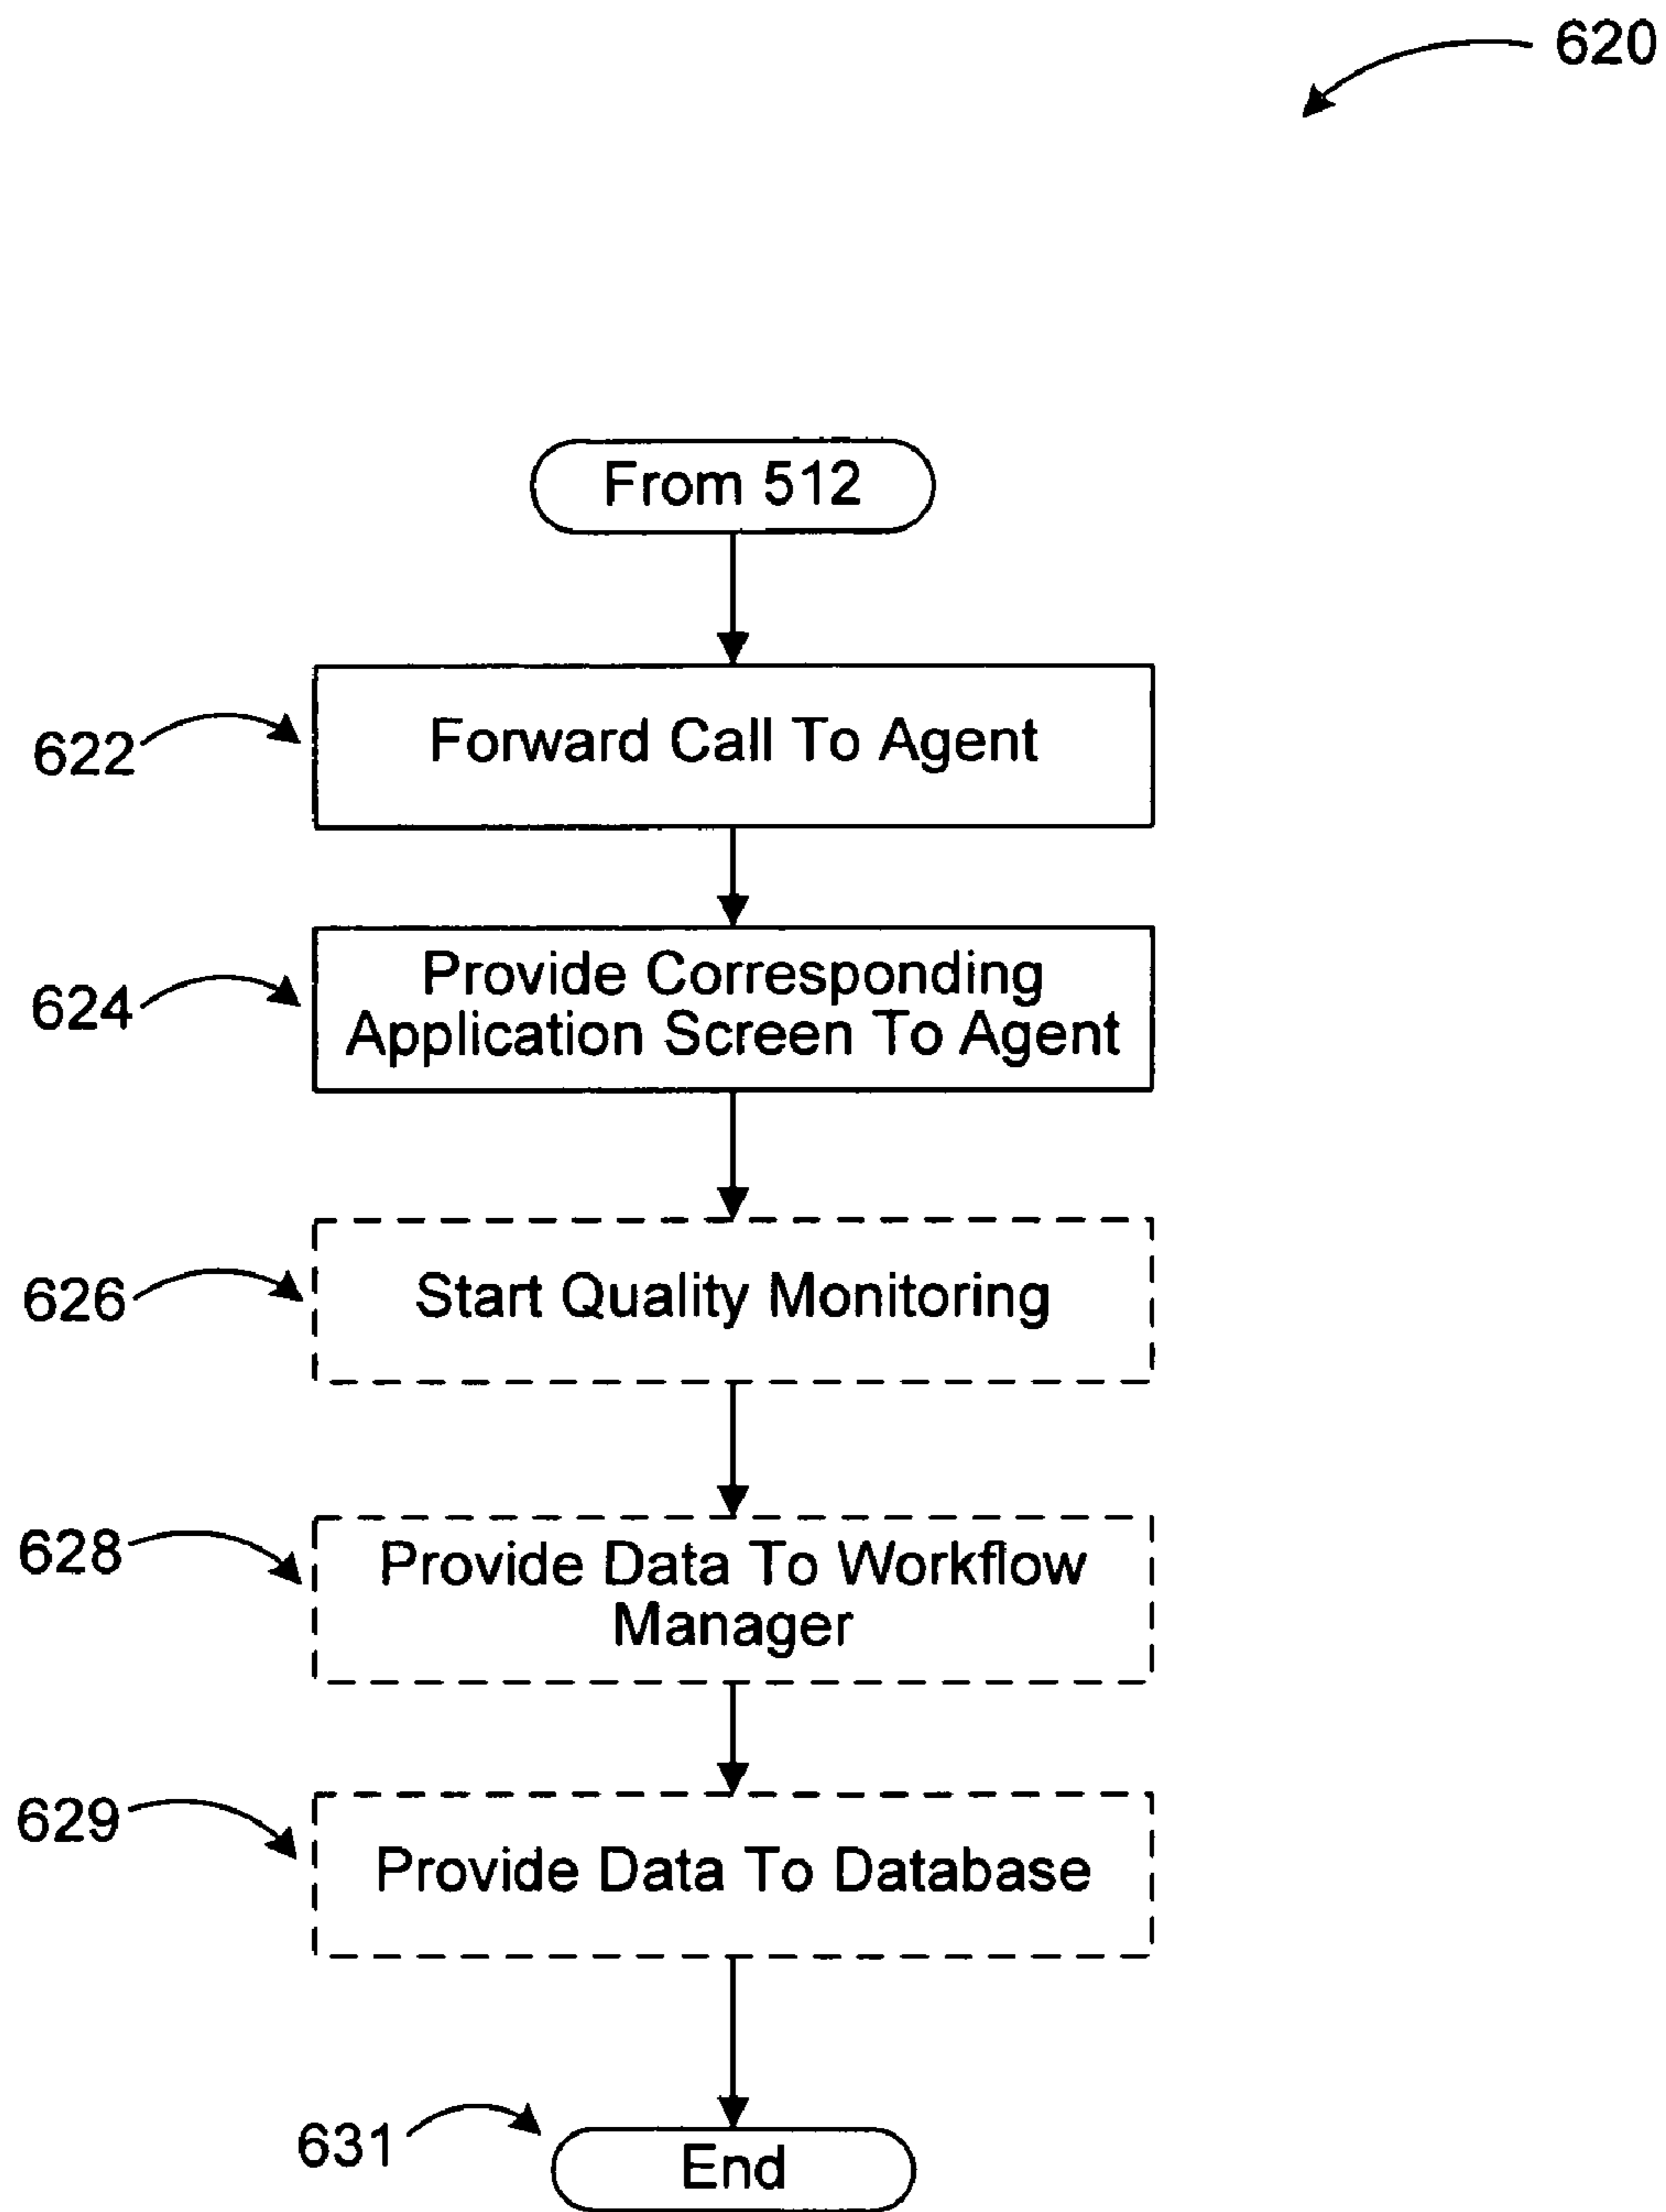 620
From 512
622
Forward Call To Agent
624
Provide Corresponding
Application Screen To Agent
626
Start Quality Monitoring
628
Provide Data To Workflow
Manager
629
Provide Data To Database
631
End